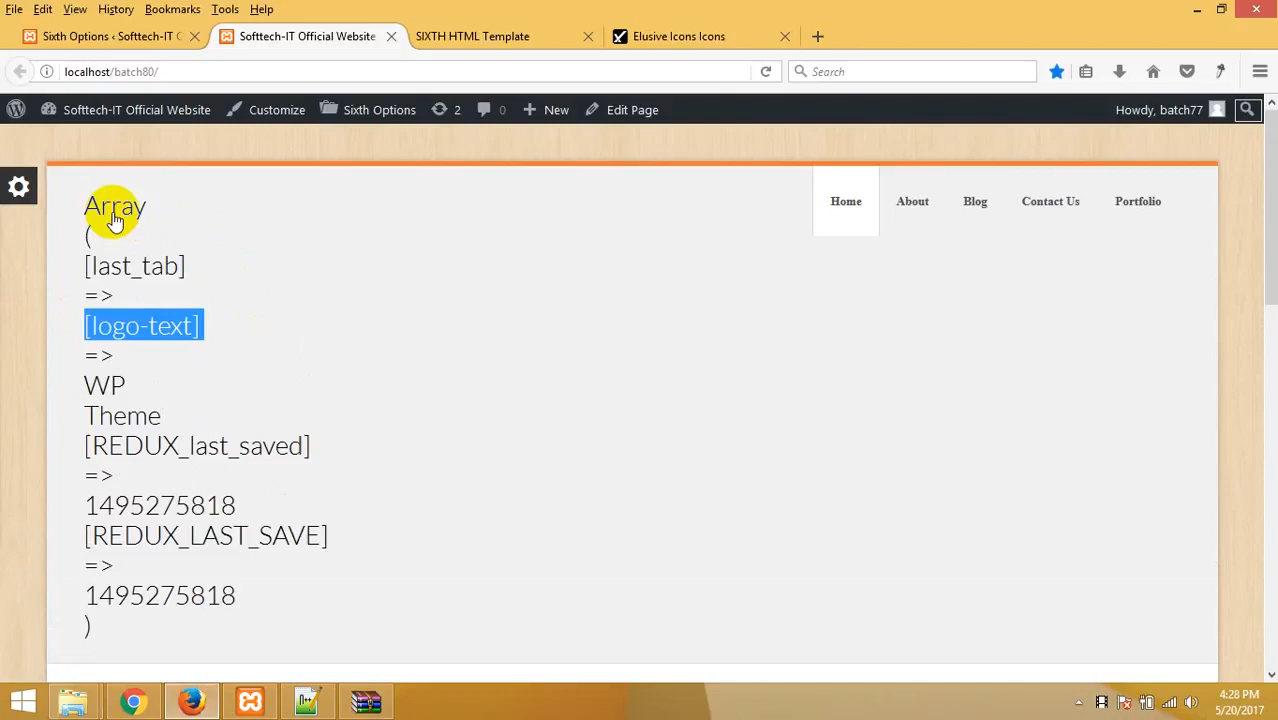 File Edit View History Bookmarks Tools Help
Sixth Options ‹ Softtech-IT O
Softtech-IT Official Website
SIXTH HTML Template
Elusive Icons Icons
localhost/batch80/
Search
Softtech-IT Official Website Customize Sixth Options 2 0 New Edit Page Howdy, batch77
Home About Blog Contact Us Portfolio
Array
(
[last_tab]
=>
[logo-text]
=>
WP
Theme
[REDUX_last_saved]
=>
1495275818
[REDUX_LAST_SAVE]
=>
1495275818
)
4:28 PM
5/20/2017